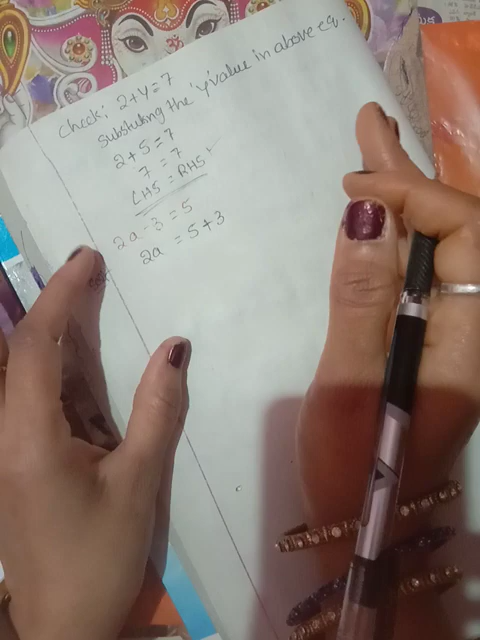 Check: 2+y=7
substuting the 'y' value in above eq.
2+5=7
7 = 7
LHS = RHS ✓
2a-3=5
2a = 5+3